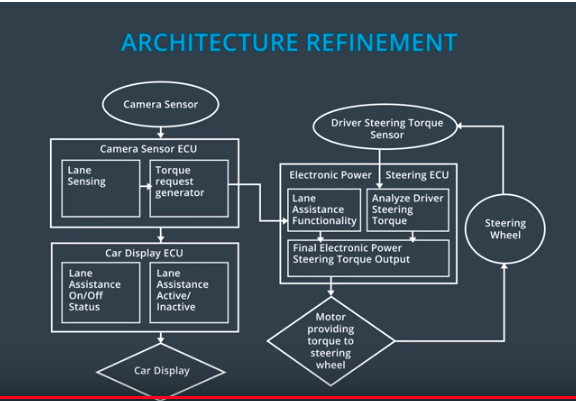 ARCHITECTURE REFINEMENT
Camera Sensor
Driver Steering Torque
Sensor
Camera Sensor ECU
Lane
Sensing
Torque
request
generator
Electronic Power
Steering ECU
Lane
Assistance
Functionality
Analyze Driver
Steering
Torque
Final Electronic Power
Steering Torque Output
Steering
Wheel
Car Display ECU
Lane
Assistance
On/Off
Status
Lane
Assistance
Active/
Inactive
Motor
providing
torque to
steering
wheel
Car Display